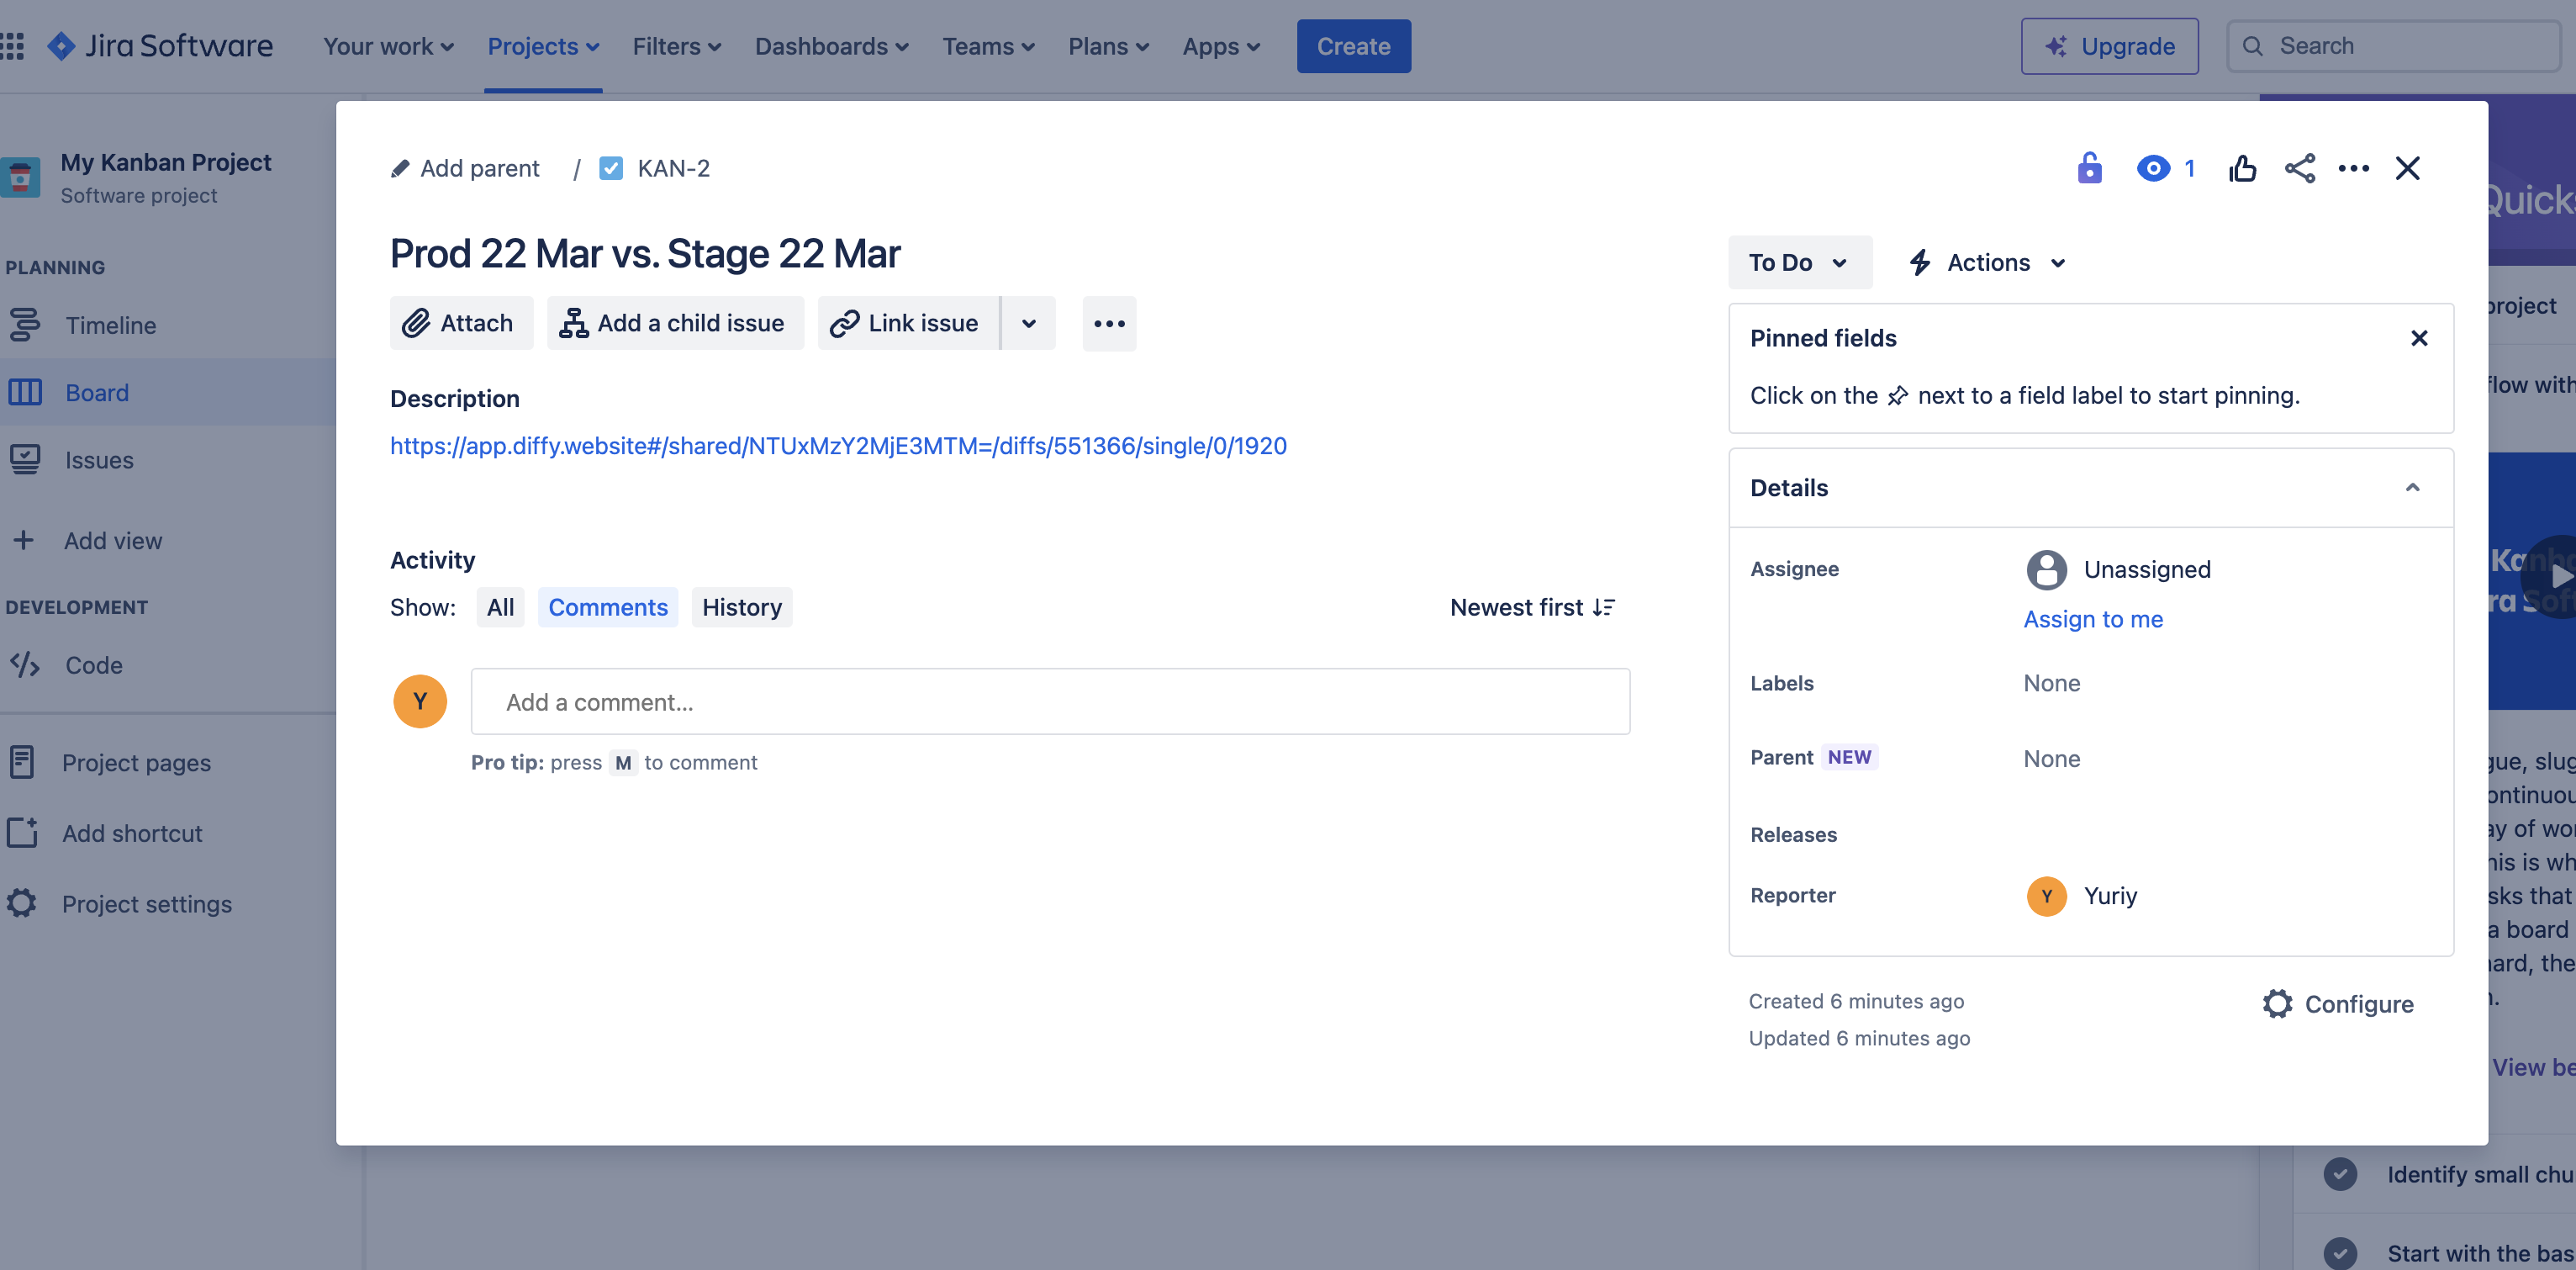 Jira Software
Your work
Projects
Filters
Dashboards
Teams
Plans
Apps
Create
Upgrade
Search
My Kanban Project
Software project
PLANNING
Timeline
Board
Issues
Add view
DEVELOPMENT
Code
Project pages
Add shortcut
Project settings
Add parent / KAN-2
1
Prod 22 Mar vs. Stage 22 Mar
Attach
Add a child issue
Link issue
Description
https://app.diffy.website#/shared/NTUxMzY2MjE3MTM=/diffs/551366/single/0/1920
Activity
Show: All Comments History
Newest first
Y
Add a comment...
Pro tip: press M to comment
To Do
Actions
Pinned fields
Click on the next to a field label to start pinning.
Details
Assignee
Unassigned
Assign to me
Labels
None
Parent NEW
None
Releases
Reporter
Y Yuriy
Created 6 minutes ago
Updated 6 minutes ago
Configure
project
flow with
View be
Identify small chu
Start with the bas